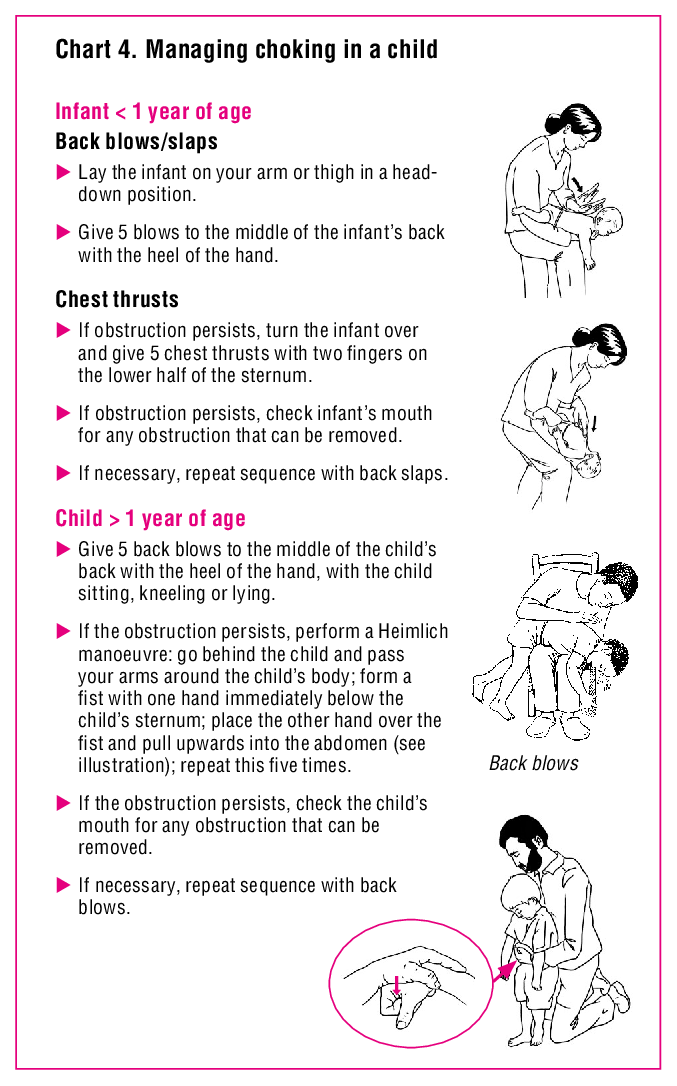 Chart 4. Managing choking in a child
Infant < 1 year of age
Back blows/slaps
▶ Lay the infant on your arm or thigh in a head-
down position.
▶ Give 5 blows to the middle of the infant's back
with the heel of the hand.
Chest thrusts
▶ If obstruction persists, turn the infant over
and give 5 chest thrusts with two fingers on
the lower half of the sternum.
▶ If obstruction persists, check infant's mouth
for any obstruction that can be removed.
▶ If necessary, repeat sequence with back slaps.
Child > 1 year of age
▶ Give 5 back blows to the middle of the child's
back with the heel of the hand, with the child
sitting, kneeling or lying.
▶ If the obstruction persists, perform a Heimlich
manoeuvre: go behind the child and pass
your arms around the child's body; form a
fist with one hand immediately below the
child's sternum; place the other hand over the
fist and pull upwards into the abdomen (see
illustration); repeat this five times.
Back blows
▶ If the obstruction persists, check the child's
mouth for any obstruction that can be
removed.
▶ If necessary, repeat sequence with back
blows.